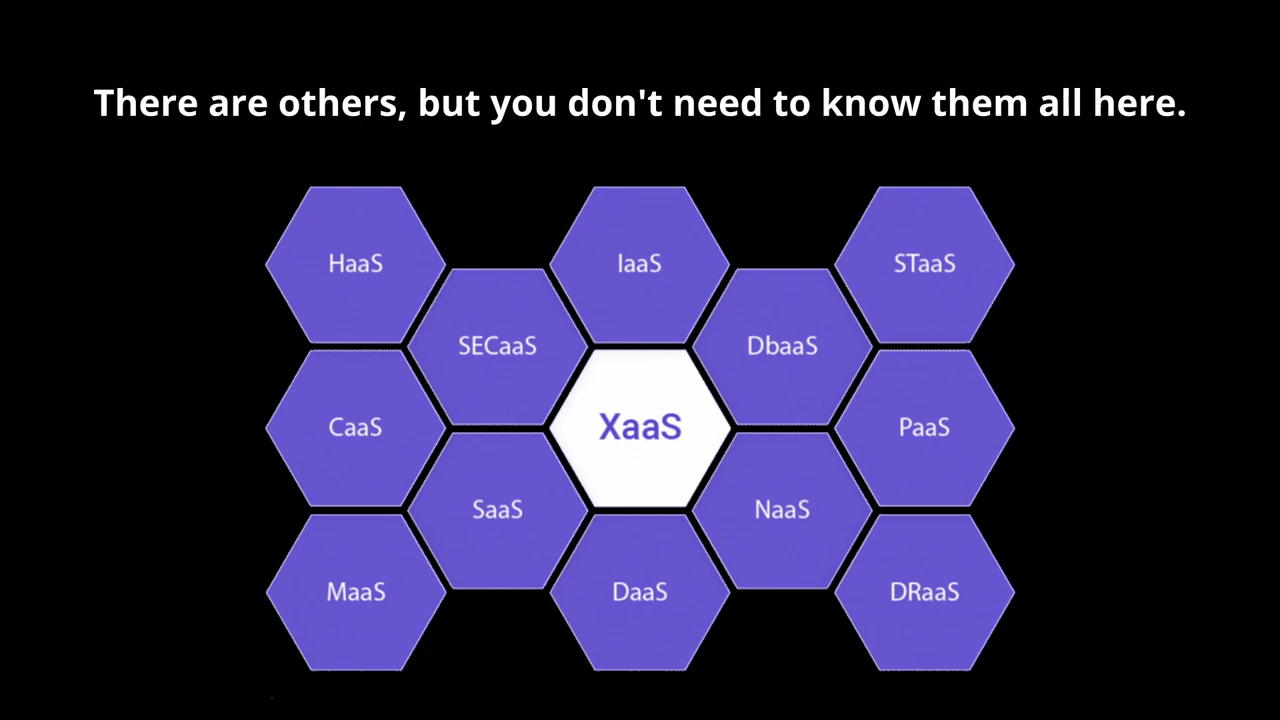 There are others, but you don't need to know them all here.
HaaS
IaaS
STaaS
SECaaS
DbaaS
CaaS
XaaS
PaaS
SaaS
NaaS
MaaS
DaaS
DRaaS